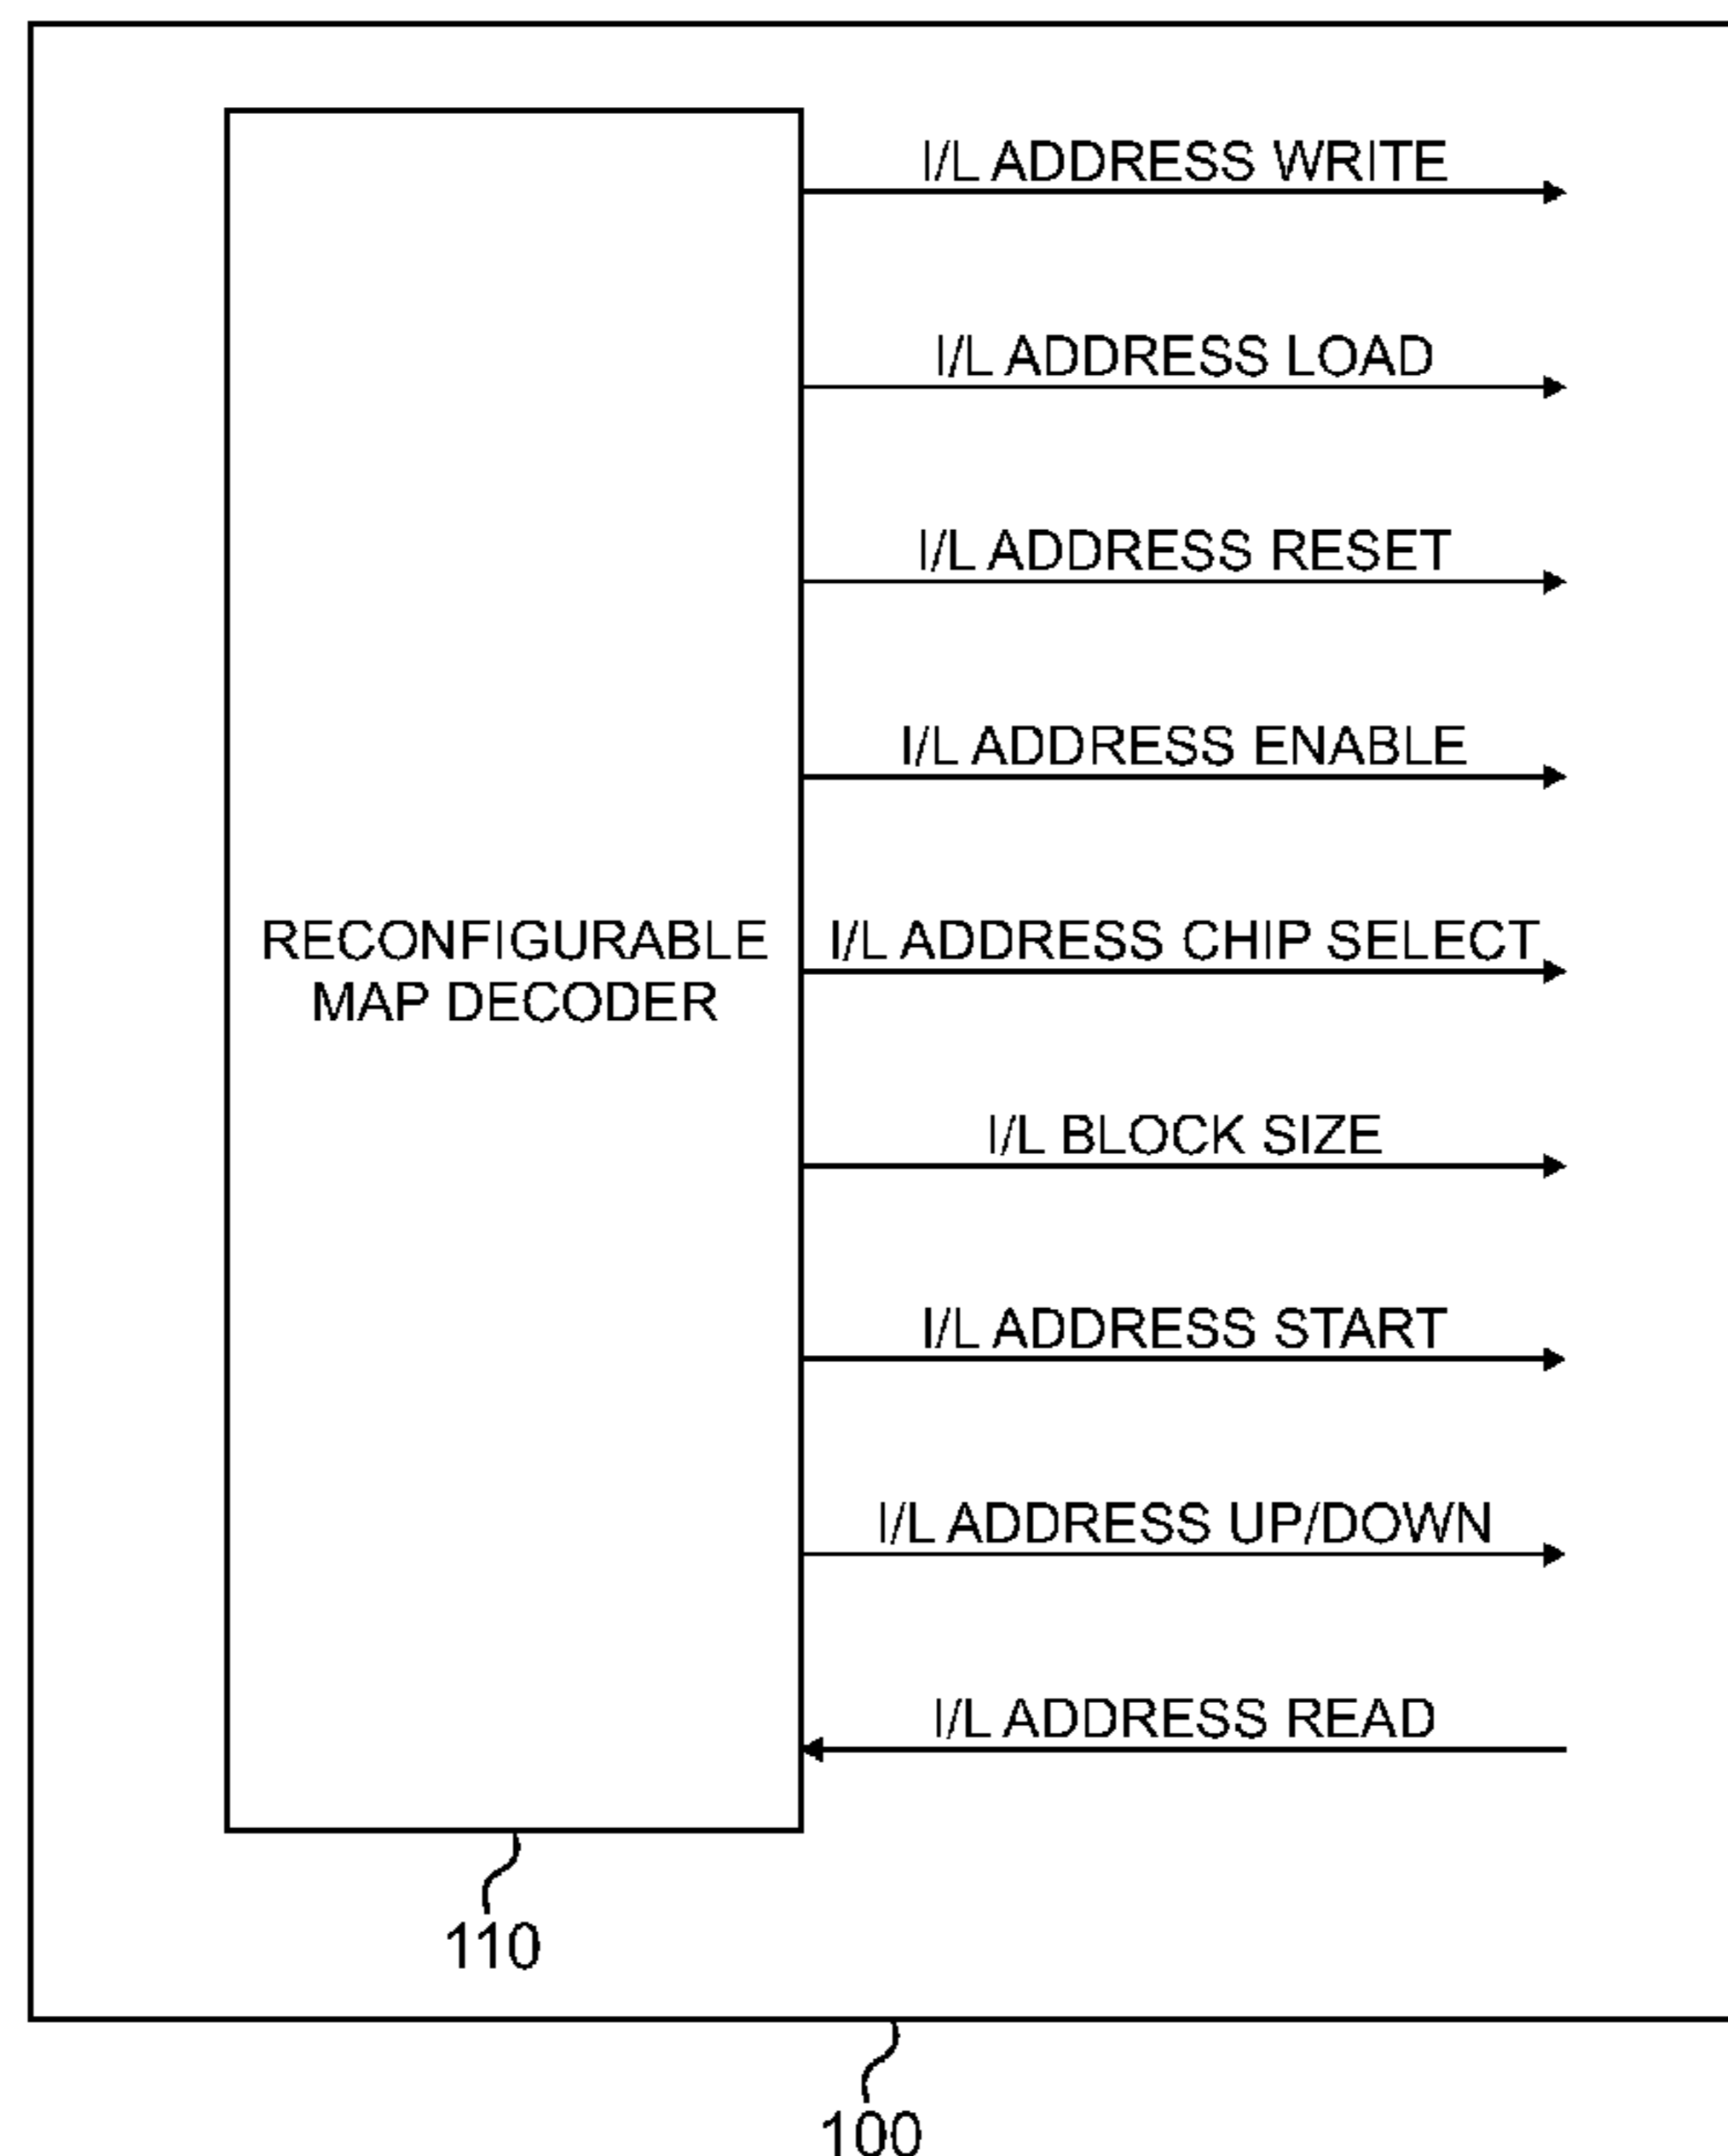 I/L ADDRESS WRITE
I/L ADDRESS LOAD
I/L ADDRESS RESET
I/L ADDRESS ENABLE
RECONFIGURABLE
MAP DECODER
I/L ADDRESS CHIP SELECT
I/L BLOCK SIZE
I/L ADDRESS START
I/L ADDRESS UP/DOWN
I/L ADDRESS READ
110
100